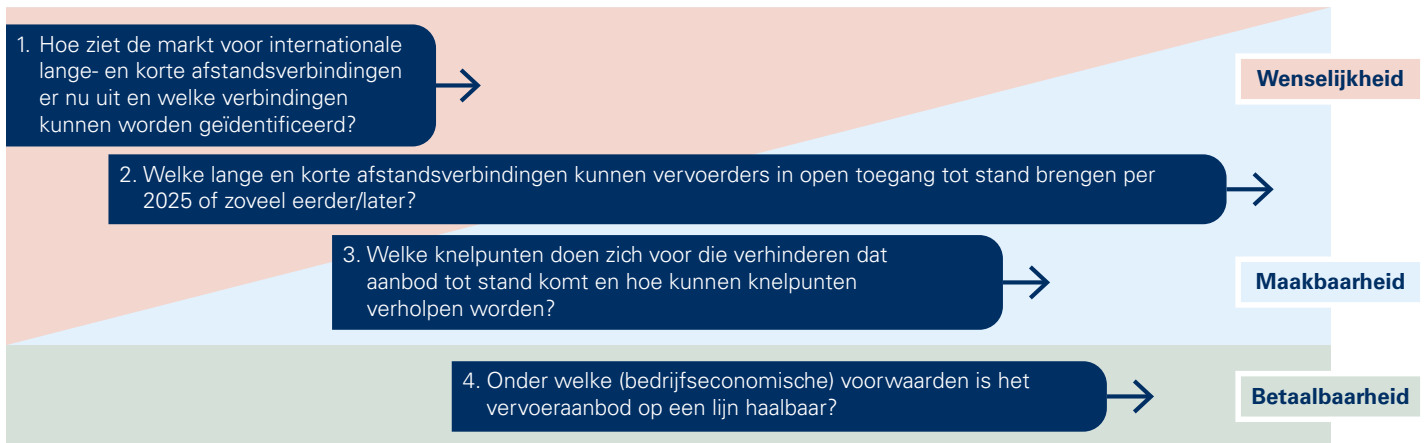 1. Hoe ziet de markt voor internationale
lange- en korte afstandsverbindingen
er nu uit en welke verbindingen
kunnen worden geïdentificeerd?
Wenselijkheid
2. Welke lange en korte afstandsverbindingen kunnen vervoerders in open toegang tot stand brengen per
2025 of zoveel eerder/later?
3. Welke knelpunten doen zich voor die verhinderen dat
aanbod tot stand komt en hoe kunnen knelpunten
verholpen worden?
Maakbaarheid
4. Onder welke (bedrijfseconomische) voorwaarden is het
vervoeraanbod op een lijn haalbaar?
Betaalbaarheid